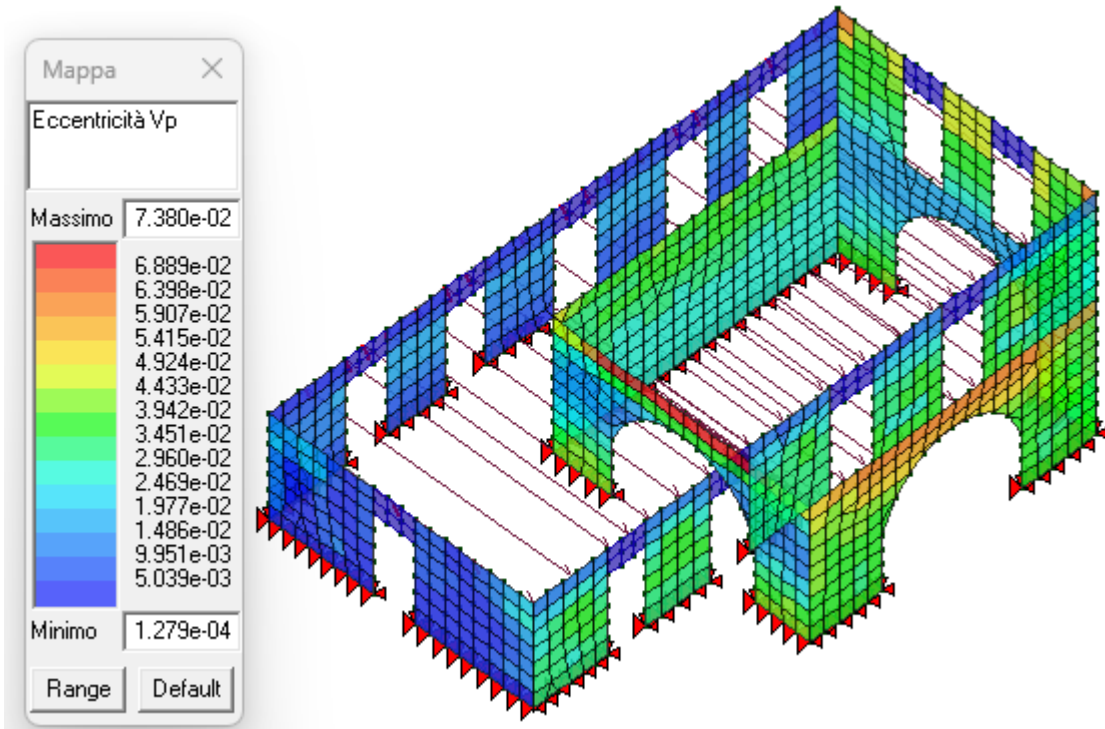 Mappa
Eccentricità Vp
Massimo 7.380e-02
6.889e-02
6.398e-02
5.907e-02
5.415e-02
4.924e-02
4.433e-02
3.942e-02
3.451e-02
2.960e-02
2.469e-02
1.977e-02
1.486e-02
9.951e-03
5.039e-03
Minimo 1.279e-04
Range Default